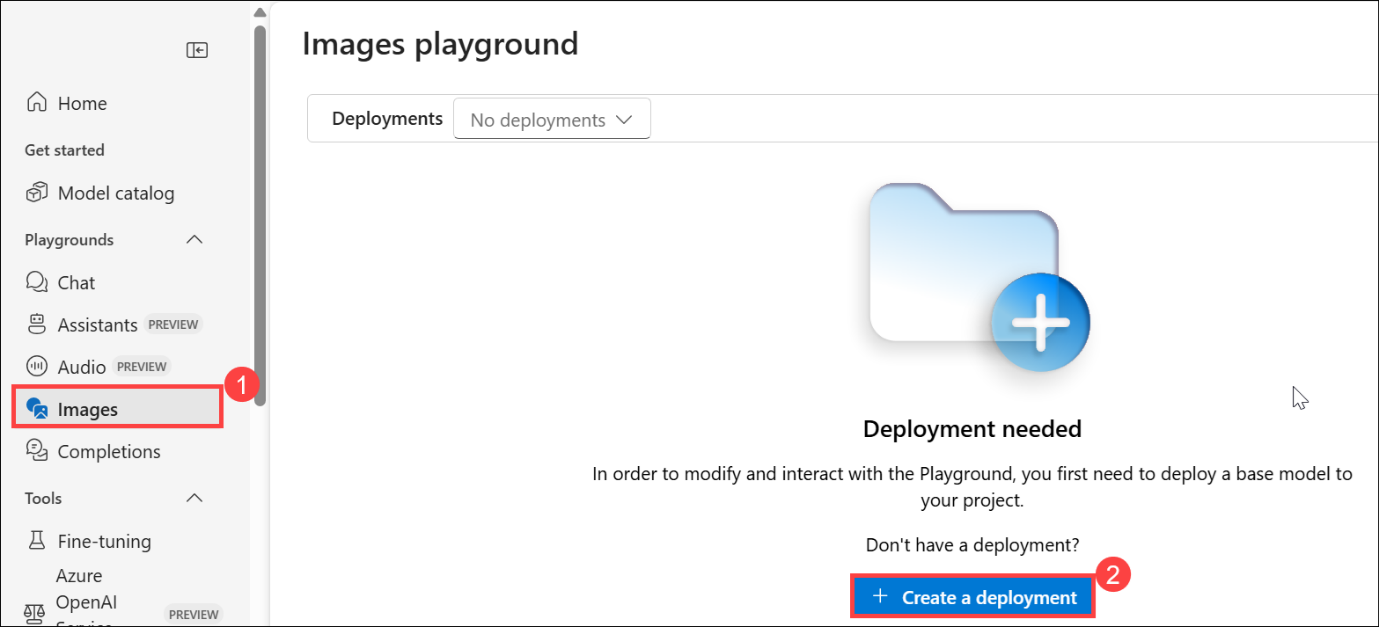 Home
Get started
Model catalog
Playgrounds
Chat
Assistants PREVIEW
Audio PREVIEW
Images
1
Completions
Tools
Fine-tuning
Azure
OpenAI
PREVIEW
Images playground
Deployments No deployments
Deployment needed
In order to modify and interact with the Playground, you first need to deploy a base model to
your project.
Don't have a deployment?
Create a deployment
2